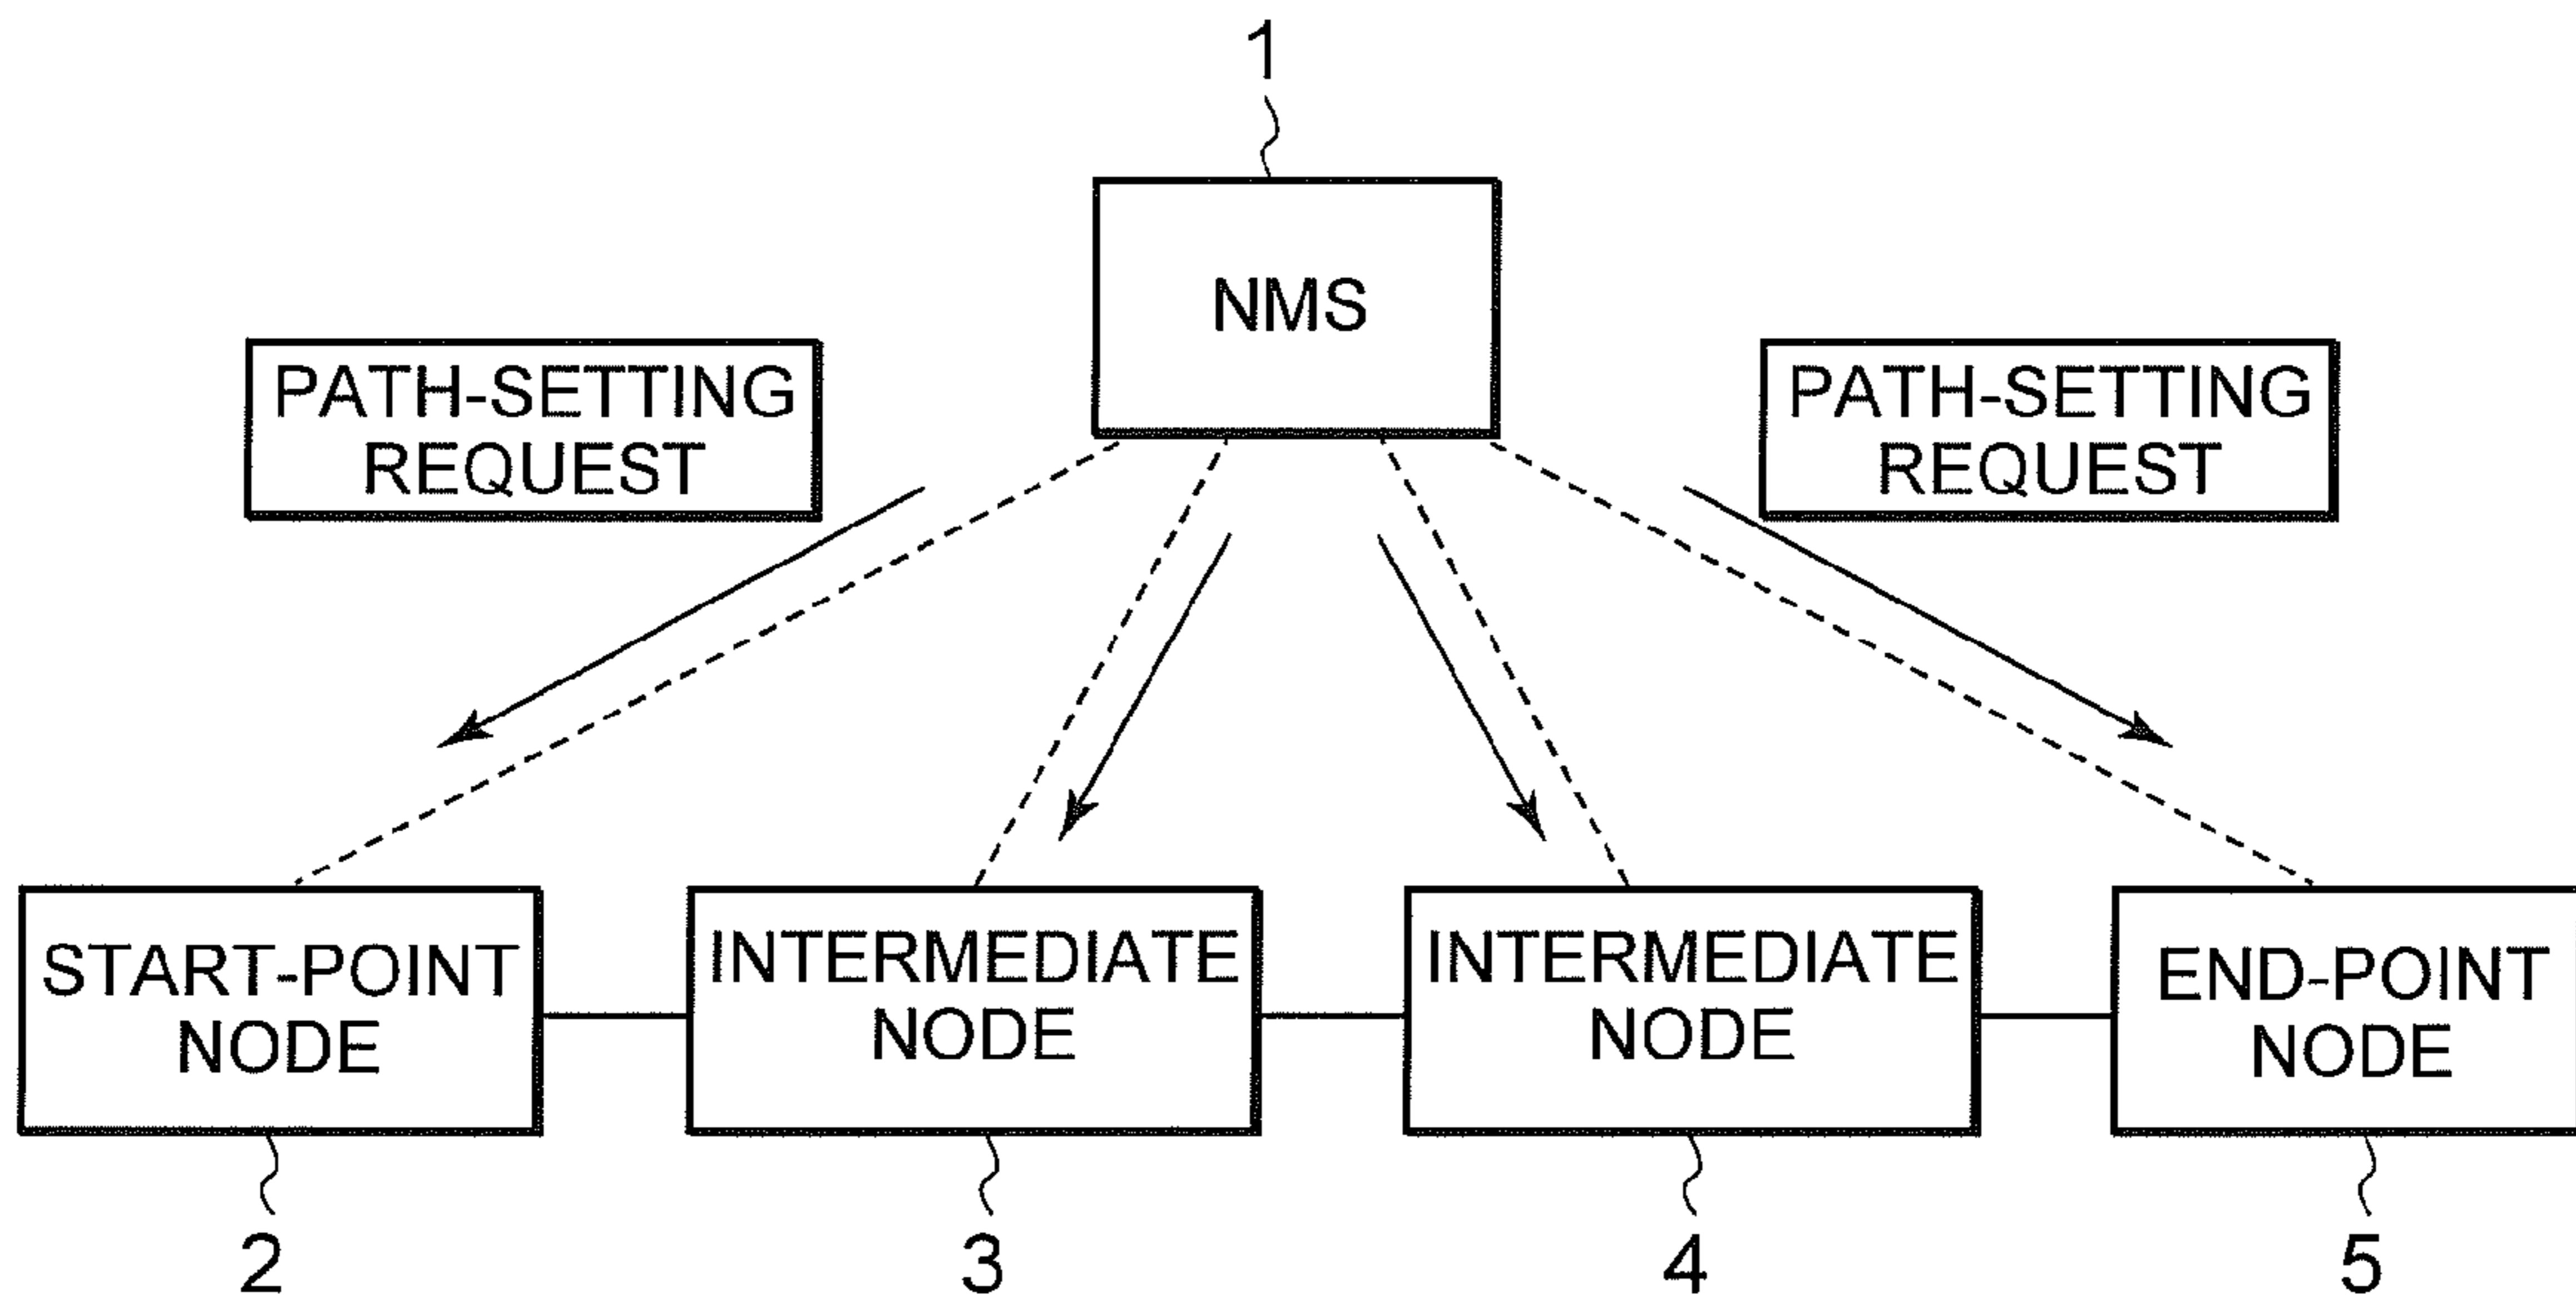 1
NMS
PATH-SETTING
REQUEST
PATH-SETTING
REQUEST
START-POINT
NODE
INTERMEDIATE
NODE
INTERMEDIATE
NODE
END-POINT
NODE
2
3
4
5